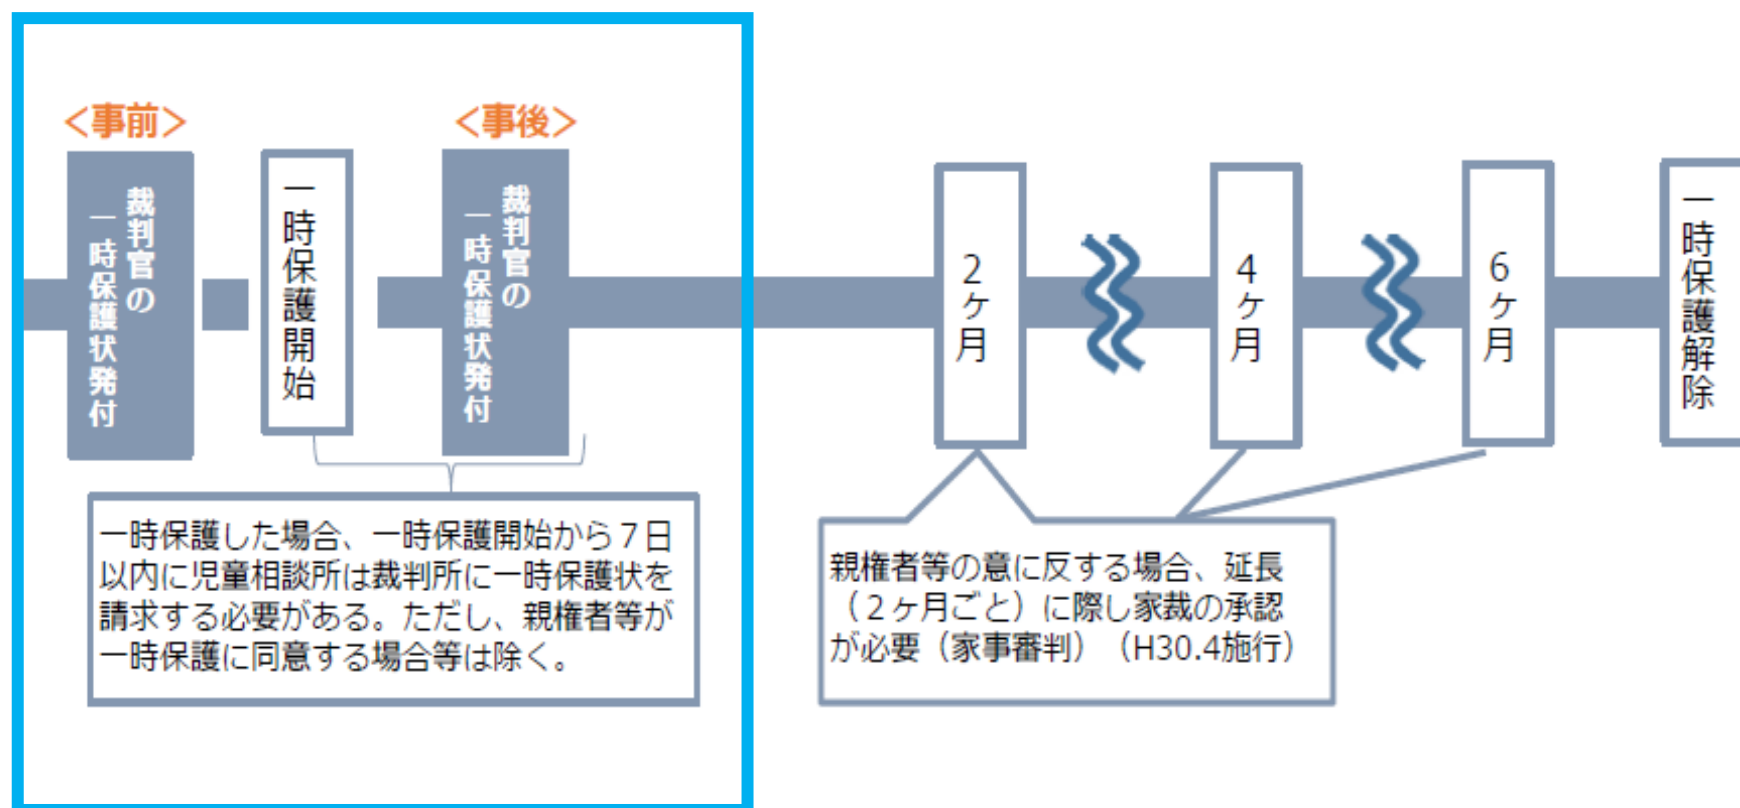 ＜事前＞
裁判官の
一時保護状発付
一時保護開始
＜事後＞
裁判官の
一時保護状発付
一時保護した場合、一時保護開始から７日
以内に児童相談所は裁判所に一時保護状を
請求する必要がある。ただし、親権者等が
一時保護に同意する場合等は除く。
2ヶ月
4ヶ月
6ヶ月
一時保護解除
親権者等の意に反する場合、延長
（２ヶ月ごと）に際し家裁の承認
が必要（家事審判）（H30.4施行）